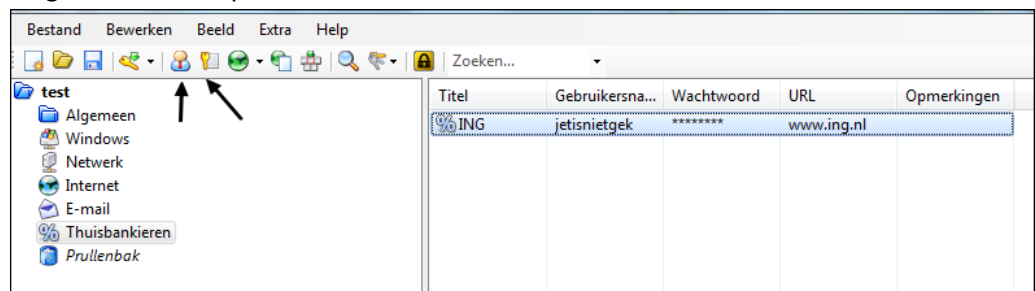 Bestand Bewerken Beeld Extra Help
Zoeken...
test
Algemeen
Windows
Netwerk
Internet
E-mail
Thuisbankieren
Prullenbak
Titel Gebruikersna... Wachtwoord URL Opmerkingen
ING jetisnietgek ******** www.ing.nl